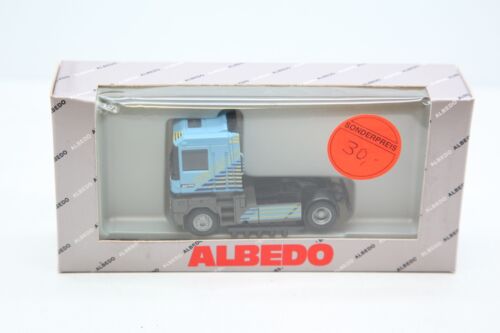 ALBEDO
SONDERPREIS
30,-
ALBEDO